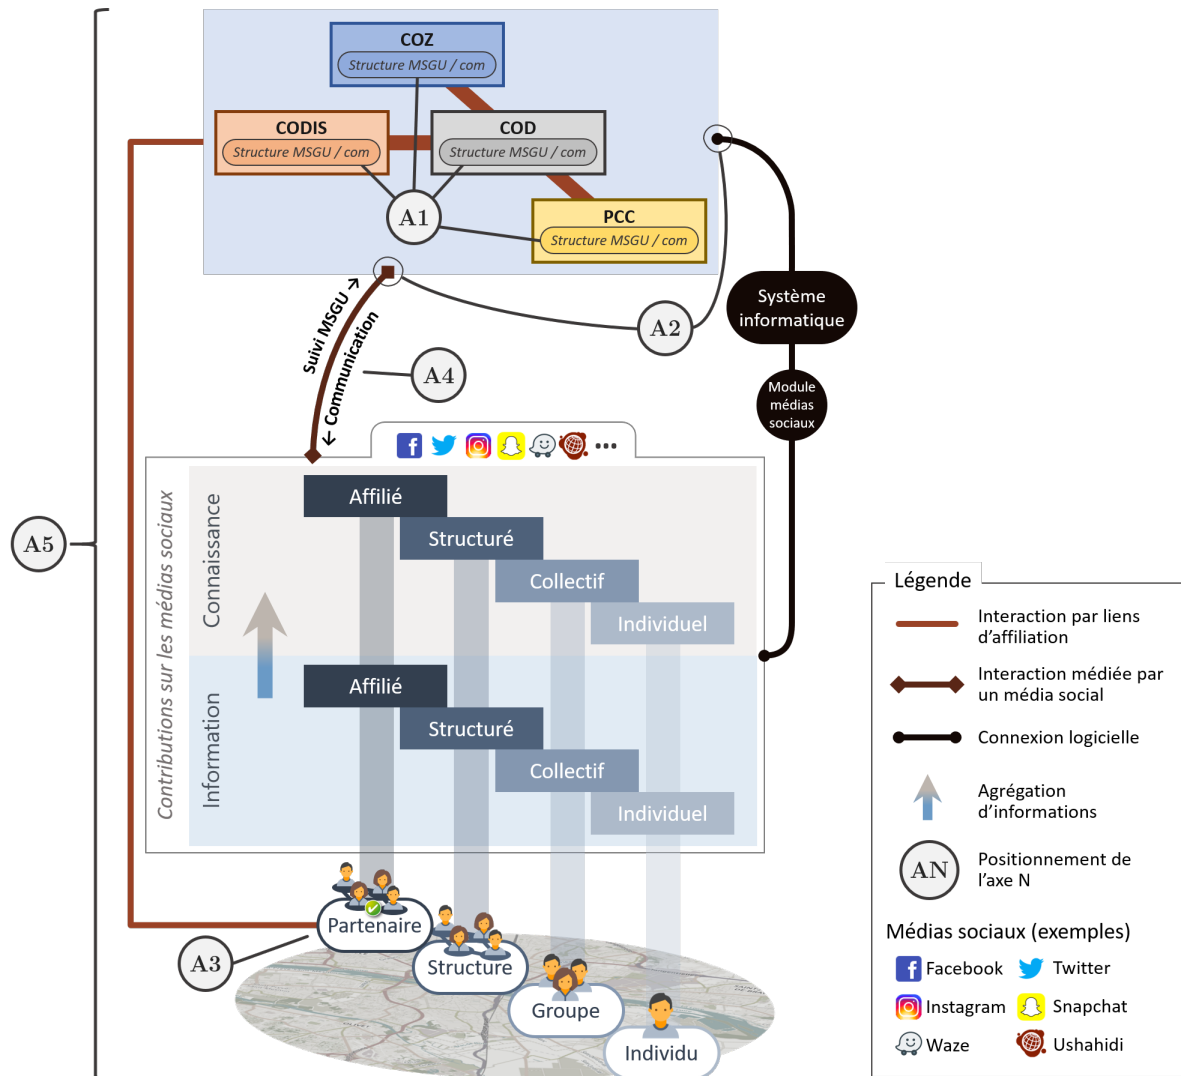 COZ
Structure MSGU / com
CODIS
Structure MSGU / com
COD
Structure MSGU / com
A1
PCC
Structure MSGU / com
Suivi MSGU →
← Communication
A2
A4
Système
informatique
Module
médias
sociaux
A5
Contributions sur les médias sociaux
Connaissance
Affilié
Structuré
Collectif
Individuel
Information
Affilié
Structuré
Collectif
Individuel
Partenaire
A3
Structure
Groupe
Individu
Légende
Interaction par liens
d’affiliation
Interaction médiée par
un média social
Connexion logicielle
Agrégation
d’informations
AN
Positionnement de
l’axe N
Médias sociaux (exemples)
Facebook
Twitter
Instagram
Snapchat
Waze
Ushahidi